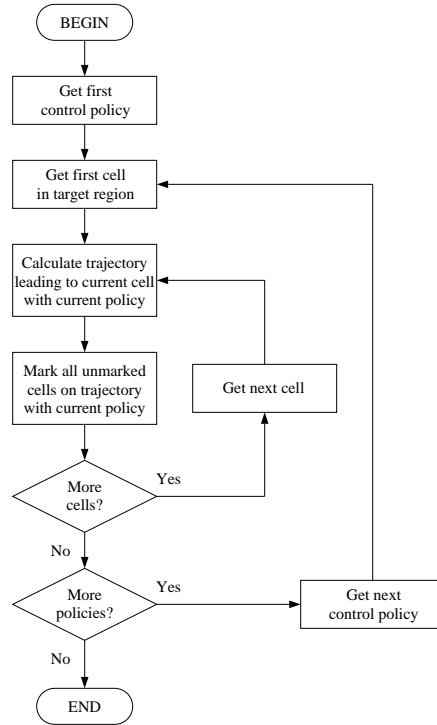 BEGIN
Get first
control policy
Get first cell
in target region
Calculate trajectory
leading to current cell
with current policy
Mark all unmarked
cells on trajectory
with current policy
Get next cell
More
cells?
Yes
No
More
policies?
Yes
Get next
control policy
No
END